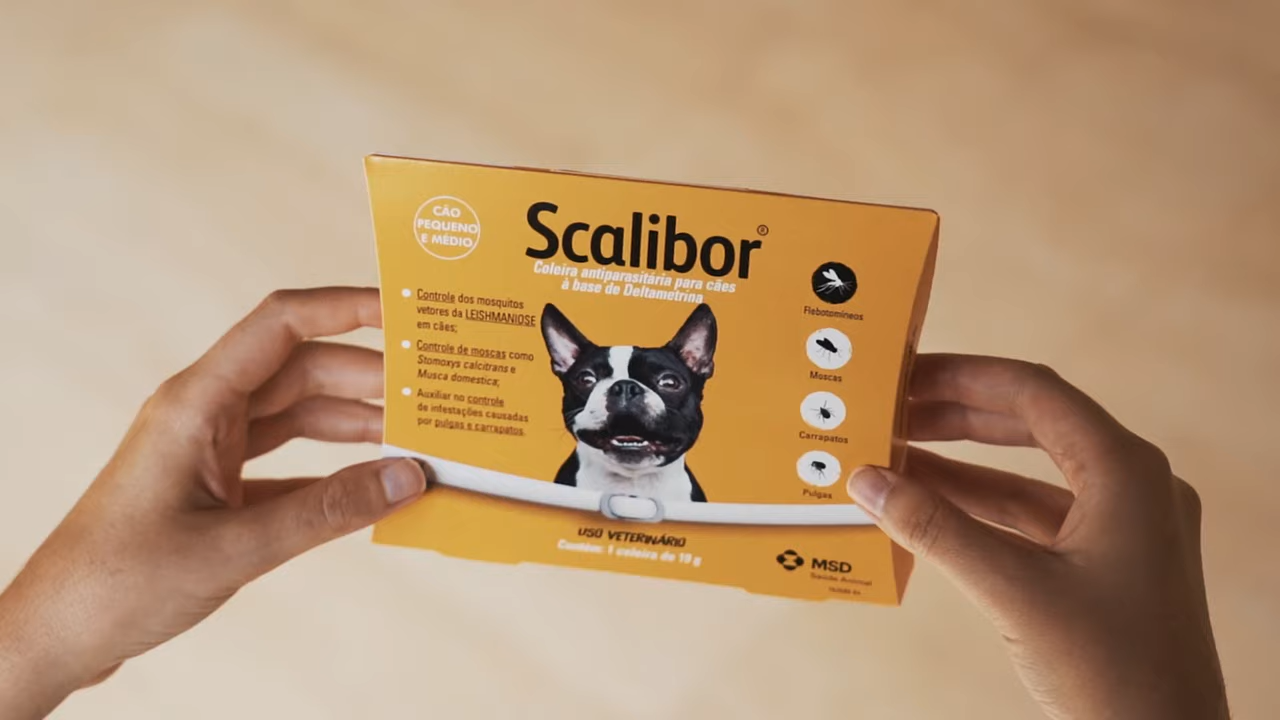 CÃO
PEQUENO
E MÉDIO
Scalibor®
Coleira antiparasitária para cães
à base de Deltametrina
Controle dos mosquitos
vetores da LEISHMANIOSE
em cães;
Controle de moscas como
Stomoxys calcitrans e
Musca domestica;
Auxiliar no controle
de infestações causadas
por pulgas e carrapatos.
Flebotomíneos
Moscas
Carrapatos
Pulgas
USO VETERINÁRIO
Contém: 1 coleira de 19 g
MSD
Saúde Animal